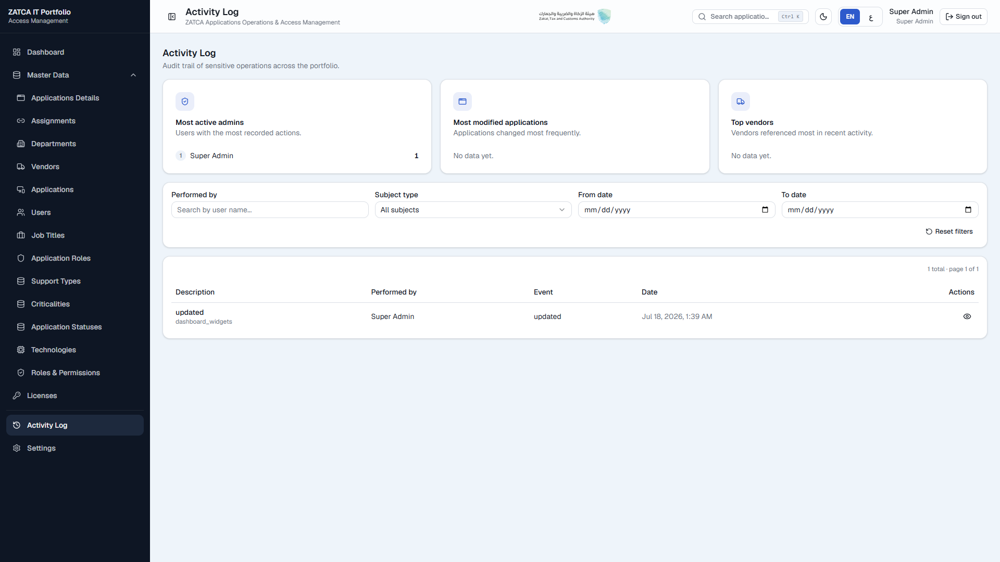 ZATCA IT Portfolio
Access Management
Dashboard
Master Data
Applications Details
Assignments
Departments
Vendors
Applications
Users
Job Titles
Application Roles
Support Types
Criticalities
Application Statuses
Technologies
Roles & Permissions
Licenses
Activity Log
Settings
Activity Log
ZATCA Applications Operations & Access Management
هيئة الزكاة والضريبة والجمارك
Zakat, Tax and Customs Authority
Search applicatio... Ctrl K
EN ع
Super Admin
Super Admin
Sign out
Activity Log
Audit trail of sensitive operations across the portfolio.
Most active admins
Users with the most recorded actions.
1 Super Admin 1
Most modified applications
Applications changed most frequently.
No data yet.
Top vendors
Vendors referenced most in recent activity.
No data yet.
Performed by Subject type From date To date
Search by user name... All subjects mm/dd/yyyy mm/dd/yyyy
Reset filters
1 total · page 1 of 1
Description Performed by Event Date Actions
updated
dashboard_widgets
Super Admin updated Jul 18, 2026, 1:39 AM